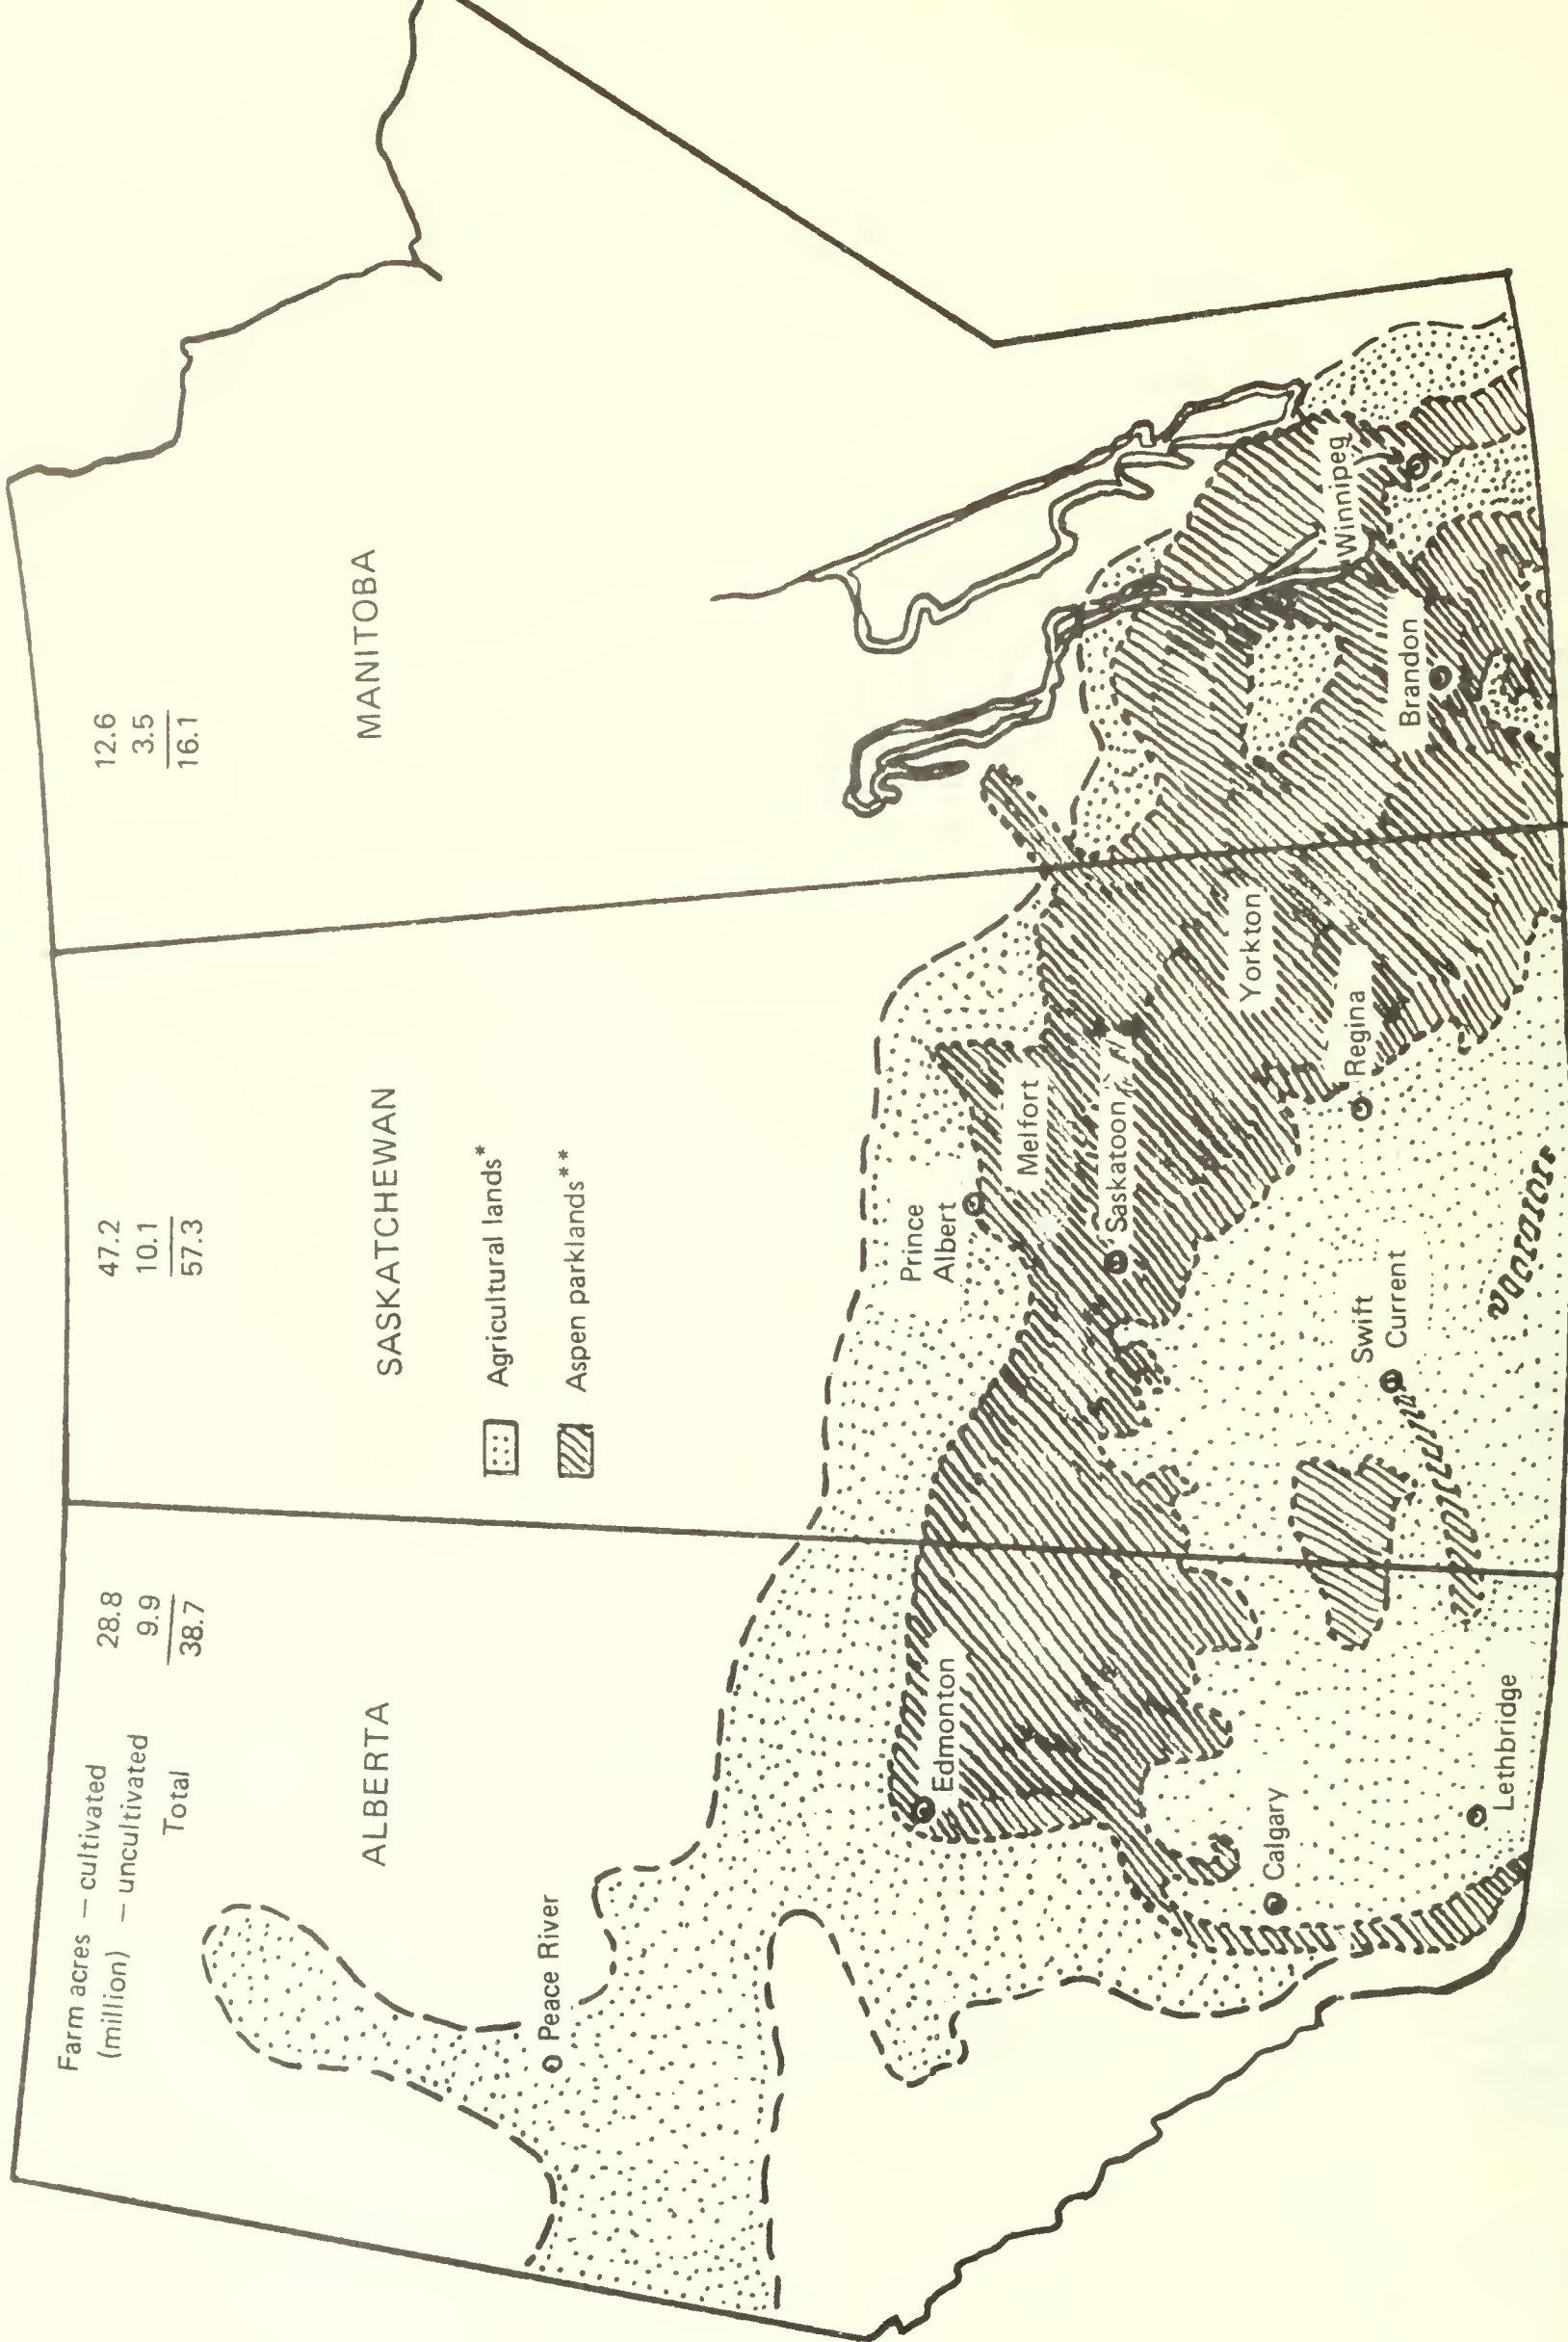 Farm acres — cultivated 28.8 47.2 12.6
(million) — uncultivated 9.9 10.1 3.5
Total 38.7 57.3 16.1
ALBERTA
SASKATCHEWAN
MANITOBA
Agricultural lands*
Aspen parklands**
Peace River
Edmonton
Prince
Albert
Melfort
Saskatoon
Yorkton
Calgary
Swift
Current
Regina
Winnipeg
Brandon
Lethbridge